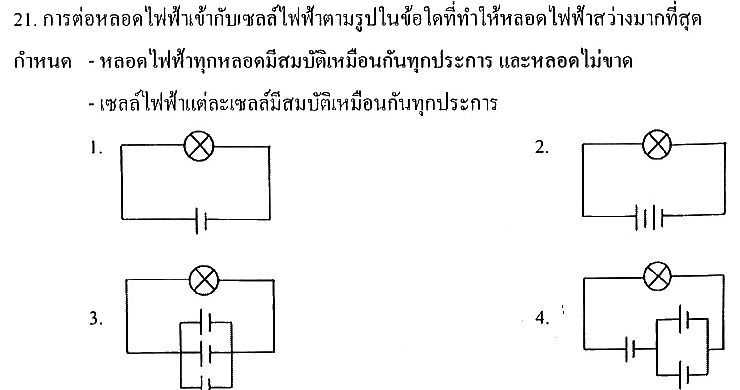 21. การต่อหลอดไฟฟ้าเข้ากับเซลล์ไฟฟ้าตามรูปในข้อใดที่ทำให้หลอดไฟฟ้าสว่างมากที่สุด
กำหนด - หลอดไฟฟ้าทุกหลอดมีสมบัติเหมือนกันทุกประการ และหลอดไม่ขาด
- เซลล์ไฟฟ้าแต่ละเซลล์มีสมบัติเหมือนกันทุกประการ
1. 2.
3. 4.